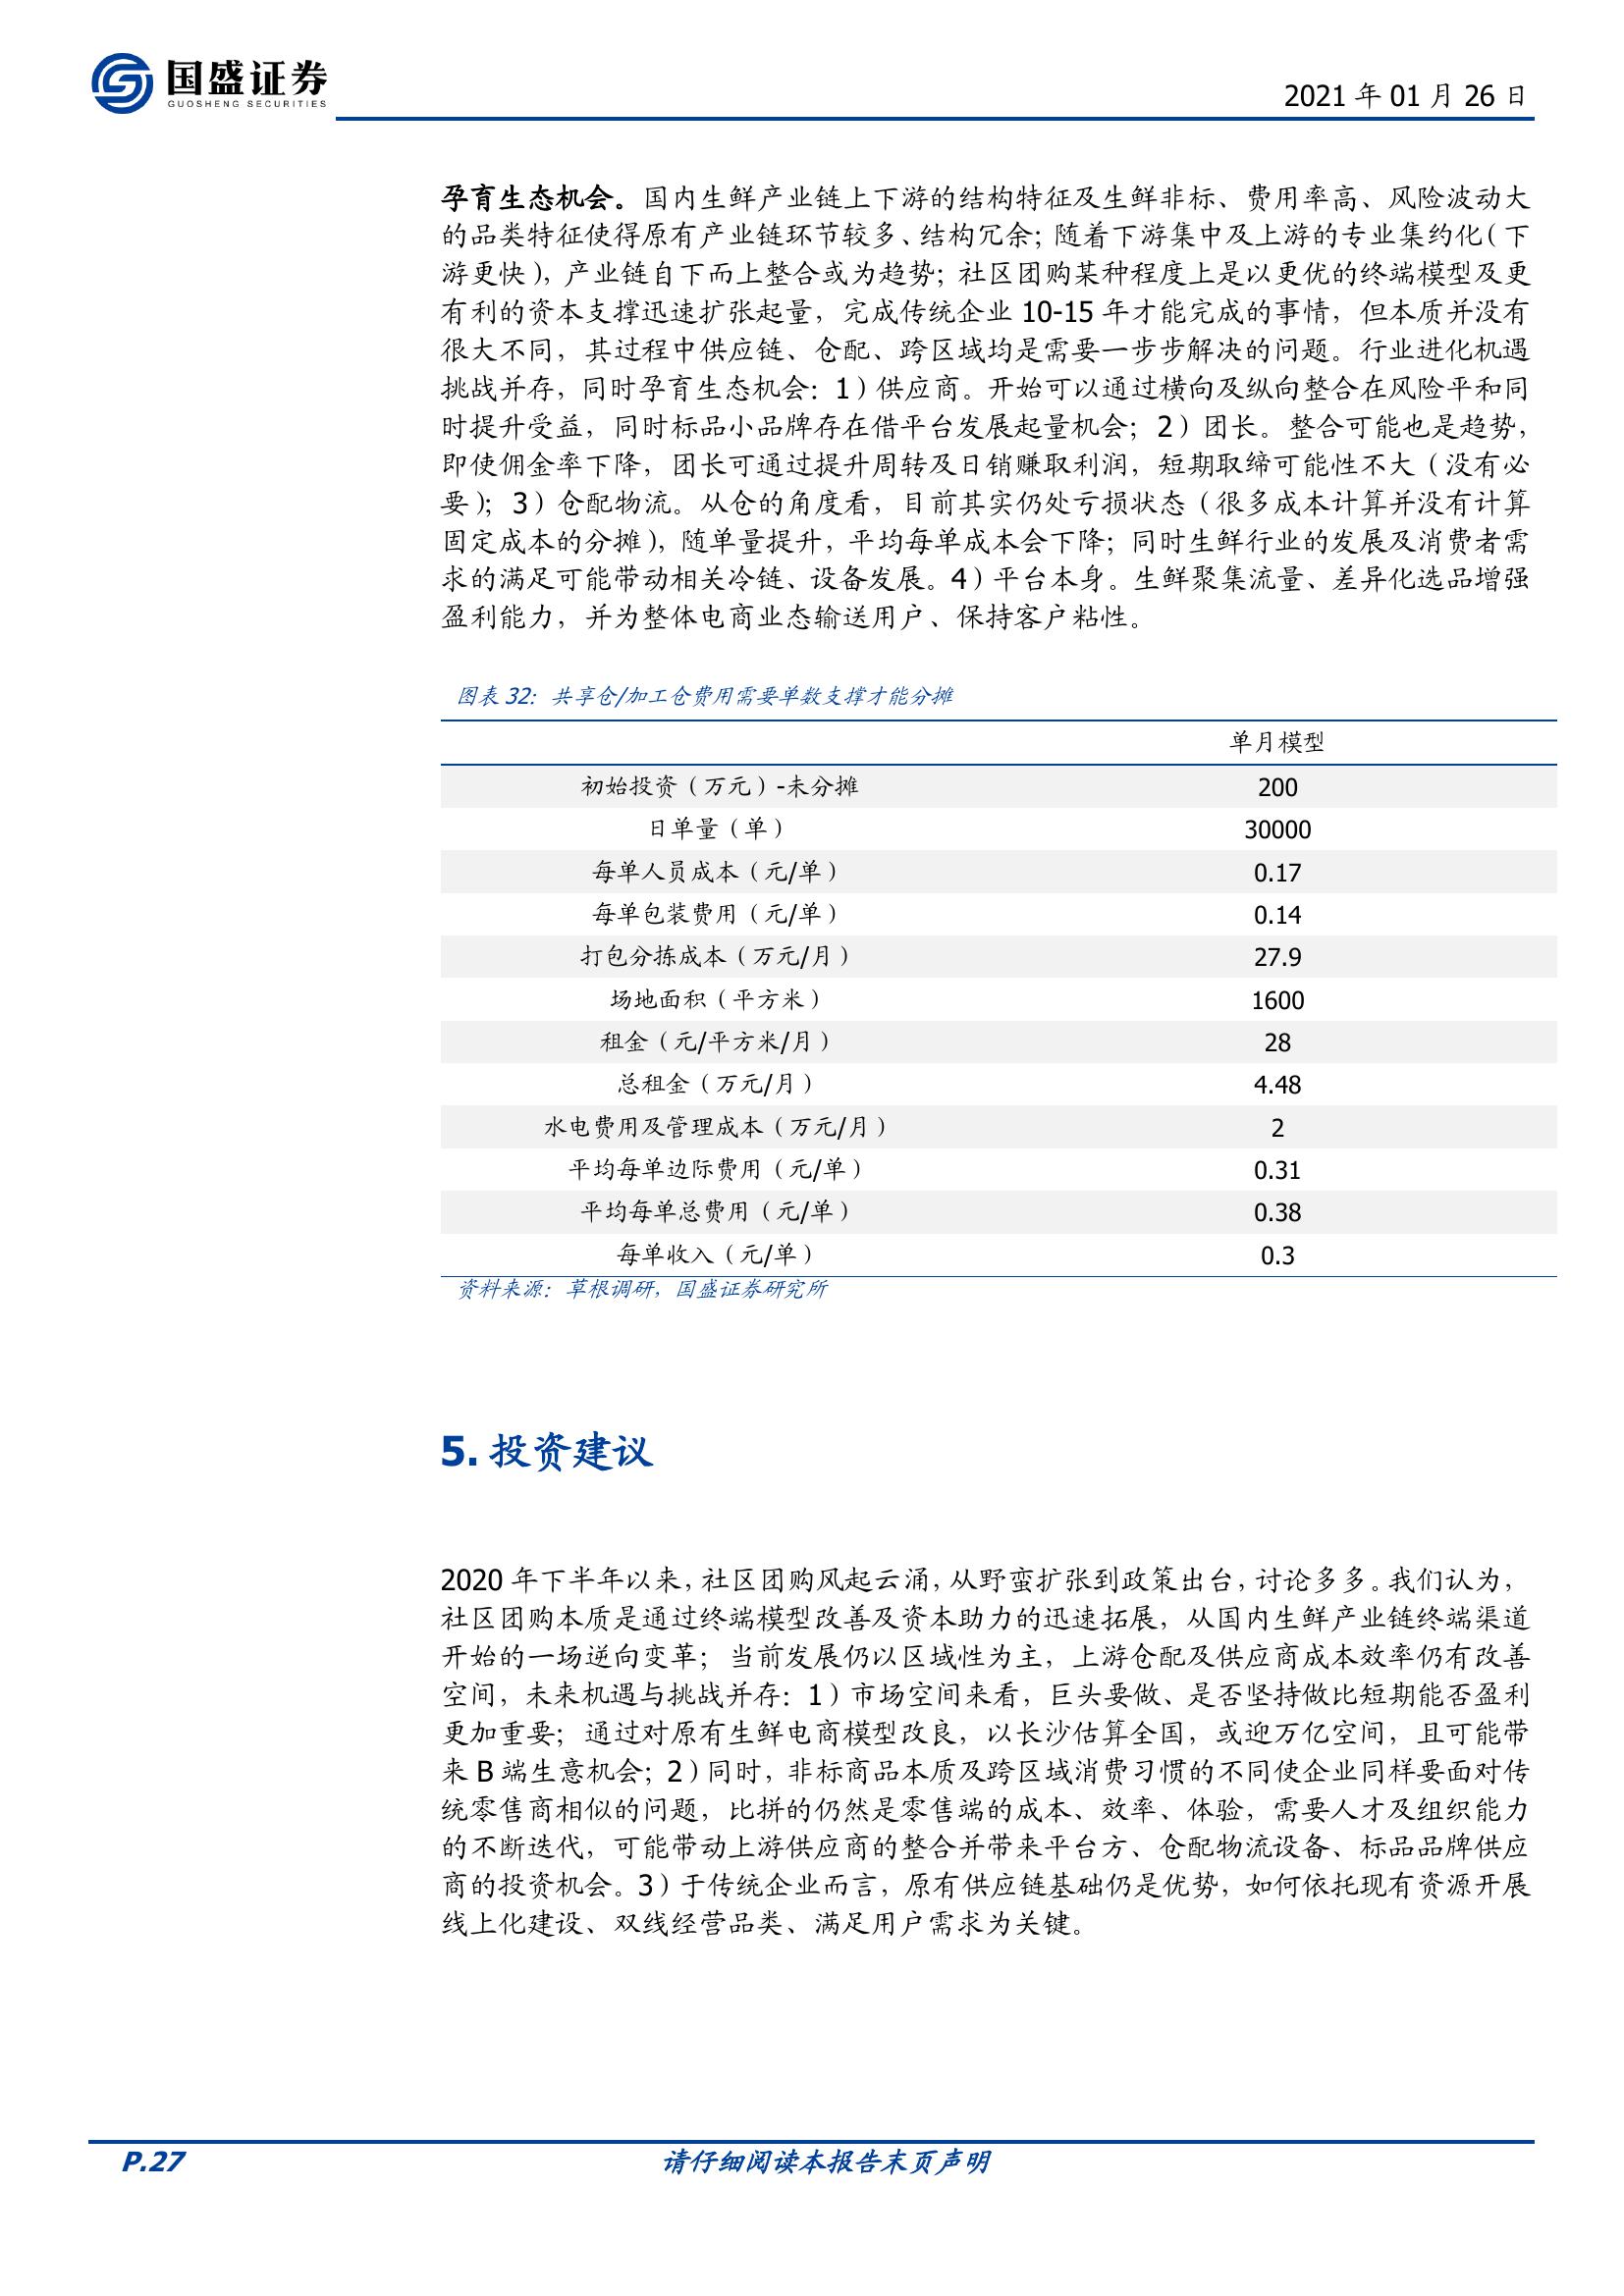 国盛证券
GUOSHENG SECURITIES
2021 年 01 月 26 日
孕育生态机会。国内生鲜产业链上下游的结构特征及生鲜非标、费用率高、风险波动大
的品类特征使得原有产业链环节较多、结构冗余；随着下游集中及上游的专业集约化（下
游更快），产业链自下而上整合或为趋势；社区团购某种程度上是以更优的终端模型及更
有利的资本支撑迅速扩张起量，完成传统企业 10-15 年才能完成的事情，但本质并没有
很大不同，其过程中供应链、仓配、跨区域均是需要一步步解决的问题。行业进化机遇
挑战并存，同时孕育生态机会：1）供应商。开始可以通过横向及纵向整合在风险平和同
时提升受益，同时标品小品牌存在借平台发展起量机会；2）团长。整合可能也是趋势，
即使佣金率下降，团长可通过提升周转及日销赚取利润，短期取缔可能性不大（没有必
要）；3）仓配物流。从仓的角度看，目前其实仍处亏损状态（很多成本计算并没有计算
固定成本的分摊），随单量提升，平均每单成本会下降；同时生鲜行业的发展及消费者需
求的满足可能带动相关冷链、设备发展。4）平台本身。生鲜聚集流量、差异化选品增强
盈利能力，并为整体电商业态输送用户、保持客户粘性。
图表 32：共享仓/加工仓费用需要单数支撑才能分摊
单月模型
初始投资（万元）-未分摊 200
日单量（单） 30000
每单人员成本（元/单） 0.17
每单包装费用（元/单） 0.14
打包分拣成本（万元/月） 27.9
场地面积（平方米） 1600
租金（元/平方米/月） 28
总租金（万元/月） 4.48
水电费用及管理成本（万元/月） 2
平均每单边际费用（元/单） 0.31
平均每单总费用（元/单） 0.38
每单收入（元/单） 0.3
资料来源：草根调研，国盛证券研究所
5. 投资建议
2020 年下半年以来，社区团购风起云涌，从野蛮扩张到政策出台，讨论多多。我们认为，
社区团购本质是通过终端模型改善及资本助力的迅速拓展，从国内生鲜产业链终端渠道
开始的一场逆向变革；当前发展仍以区域性为主，上游仓配及供应商成本效率仍有改善
空间，未来机遇与挑战并存：1）市场空间来看，巨头要做、是否坚持做比短期能否盈利
更加重要；通过对原有生鲜电商模型改良，以长沙估算全国，或迎万亿空间，且可能带
来 B 端生意机会；2）同时，非标商品本质及跨区域消费习惯的不同使企业同样要面对传
统零售商相似的问题，比拼的仍然是零售端的成本、效率、体验，需要人才及组织能力
的不断迭代，可能带动上游供应商的整合并带来平台方、仓配物流设备、标品品牌供应
商的投资机会。3）于传统企业而言，原有供应链基础仍是优势，如何依托现有资源开展
线上化建设、双线经营品类、满足用户需求为关键。
P.27 请仔细阅读本报告末页声明